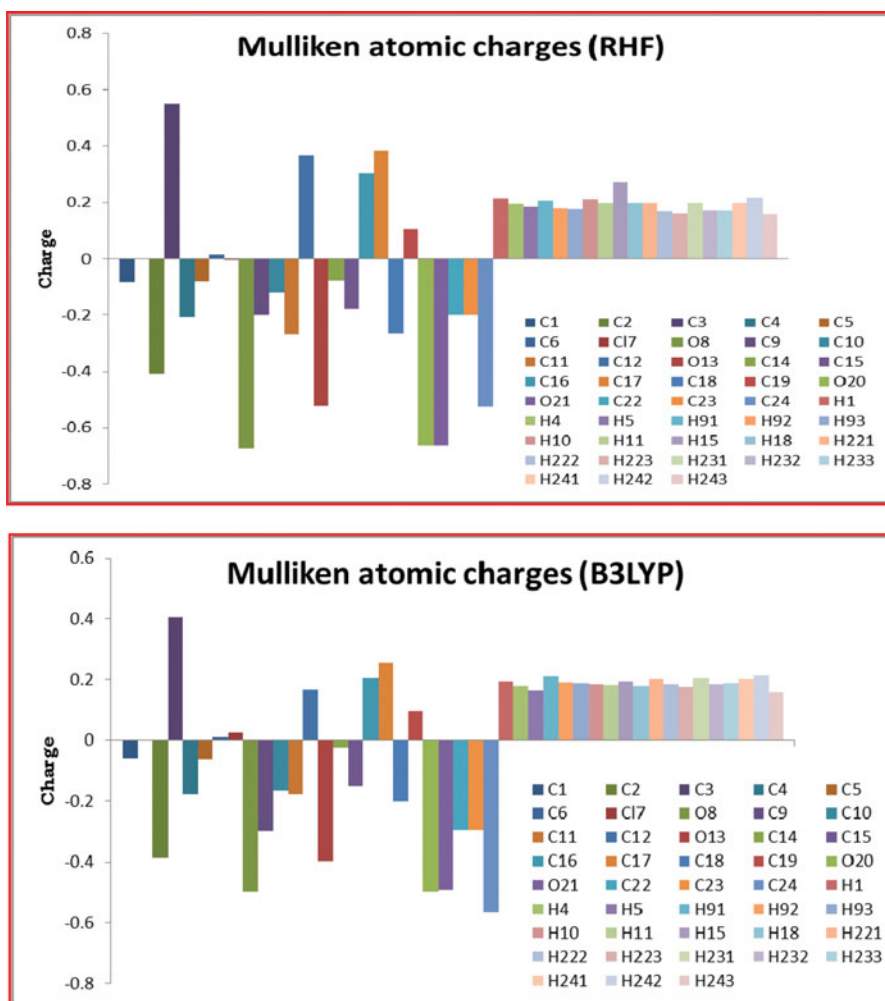 Mulliken atomic charges (RHF)
0.8
0.6
0.4
0.2
0
-0.2
-0.4
-0.6
-0.8
Charge
C1 C2 C3 C4 C5
C6 Cl7 O8 C9 C10
C11 C12 O13 C14 C15
C16 C17 C18 C19 O20
O21 C22 C23 C24 H1
H4 H5 H91 H92 H93
H10 H11 H15 H18 H221
H222 H223 H231 H232 H233
H241 H242 H243
Mulliken atomic charges (B3LYP)
0.6
0.4
0.2
0
-0.2
-0.4
-0.6
-0.8
Charge
C1 C2 C3 C4 C5
C6 Cl7 O8 C9 C10
C11 C12 O13 C14 C15
C16 C17 C18 C19 O20
O21 C22 C23 C24 H1
H4 H5 H91 H92 H93
H10 H11 H15 H18 H221
H222 H223 H231 H232 H233
H241 H242 H243